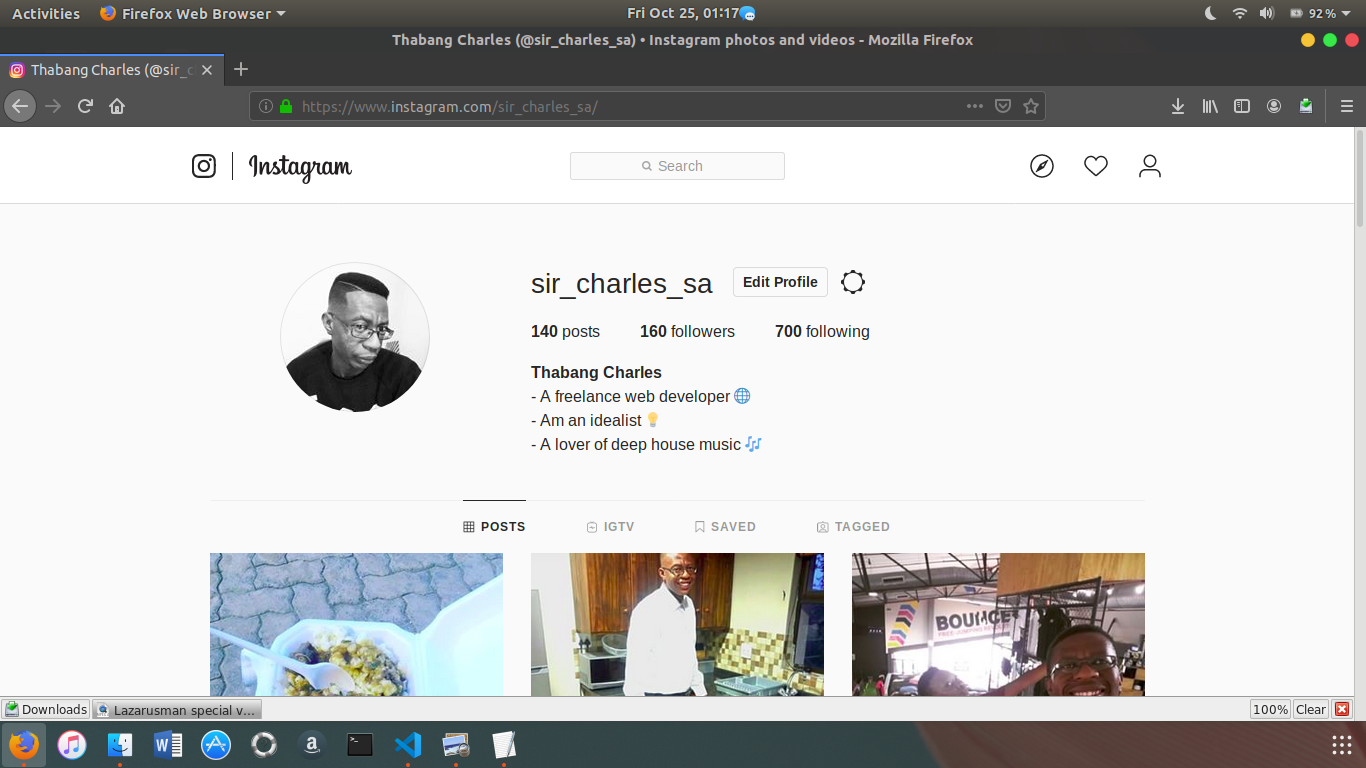 Activities Firefox Web Browser Fri Oct 25, 01:17 92%
Thabang Charles (@sir_charles_sa) • Instagram photos and videos - Mozilla Firefox
Thabang Charles (@sir_c
https://www.instagram.com/sir_charles_sa/
Instagram Search
sir_charles_sa Edit Profile
140 posts 160 followers 700 following
Thabang Charles
- A freelance web developer 🌐
- Am an idealist 💡
- A lover of deep house music 🎶
POSTS IGTV SAVED TAGGED
BOUNCE
Downloads Lazarusman special v... 100% Clear